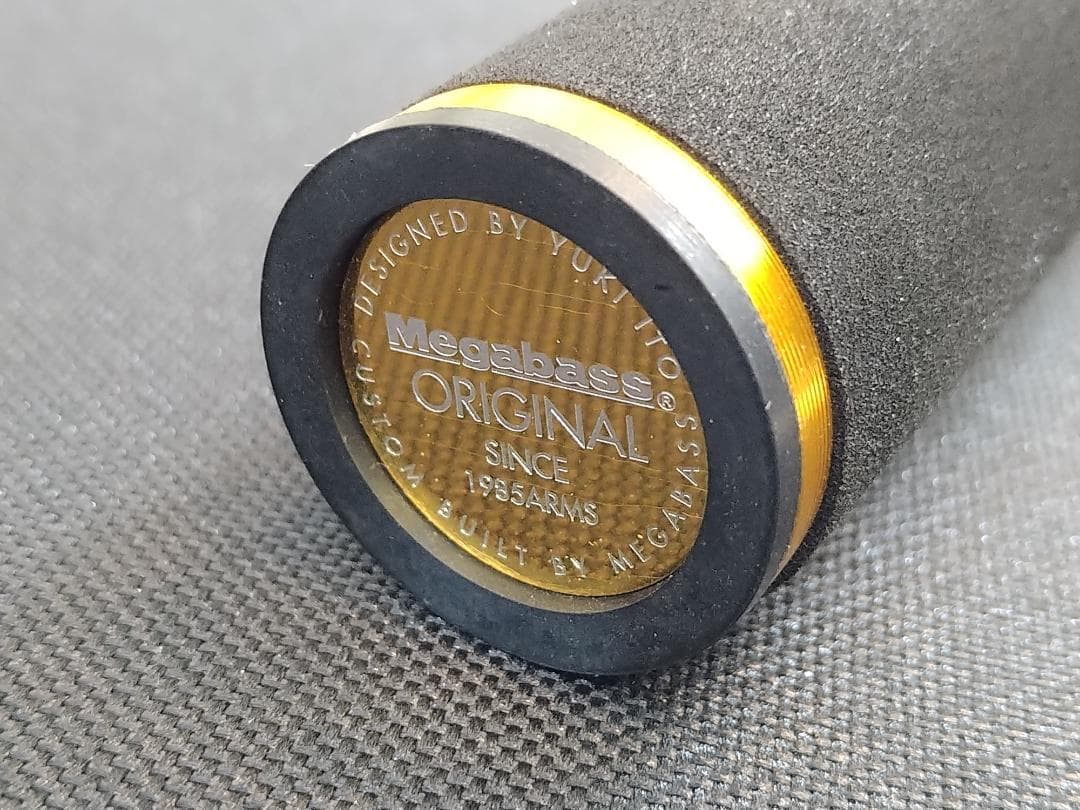 DESIGNED BY YUKI ITO
Megabass®
ORIGINAL
SINCE
1985ARMS
CUSTOM BUILT BY MEGABASS